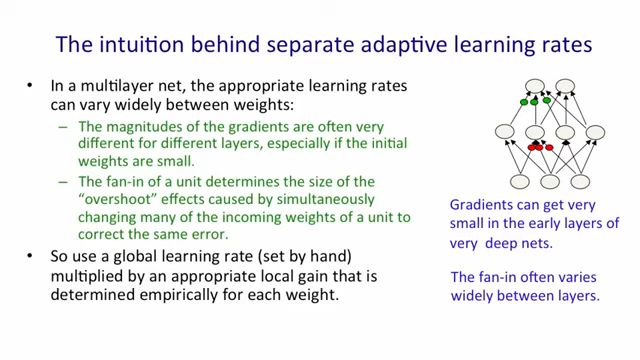 The intuition behind separate adaptive learning rates
• In a multilayer net, the appropriate learning rates
can vary widely between weights:
– The magnitudes of the gradients are often very
different for different layers, especially if the initial
weights are small.
– The fan-in of a unit determines the size of the
“overshoot” effects caused by simultaneously
changing many of the incoming weights of a unit to
correct the same error.
• So use a global learning rate (set by hand)
multiplied by an appropriate local gain that is
determined empirically for each weight.
Gradients can get very
small in the early layers of
very deep nets.
The fan-in often varies
widely between layers.